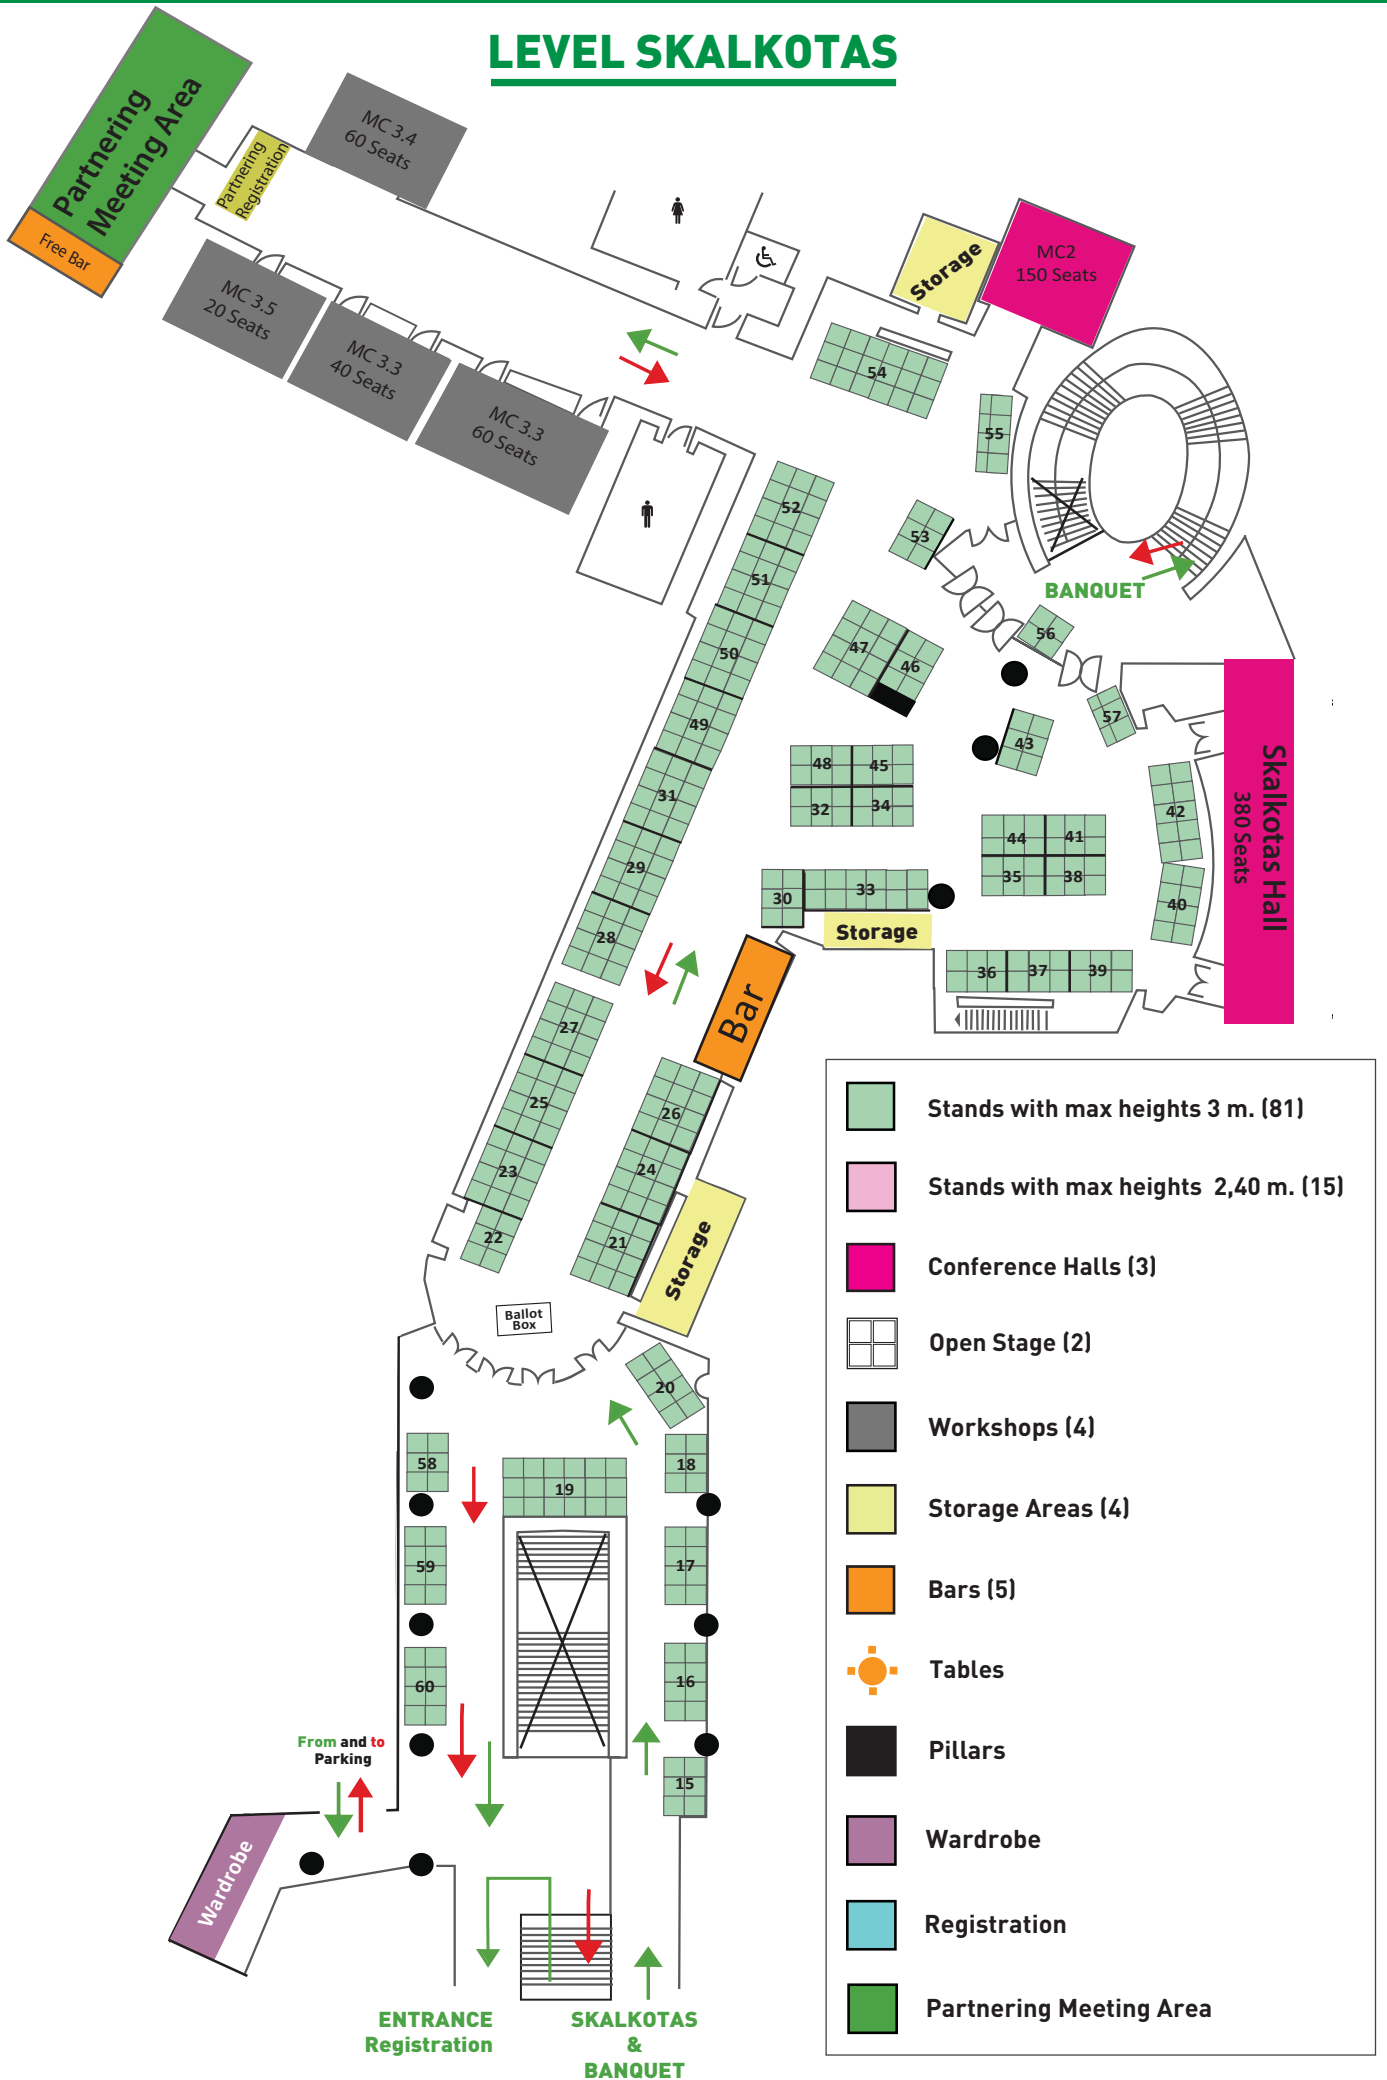 LEVEL SKALKOTAS
Partnering
Meeting Area
Free Bar
Partnering
Registration
MC 3.4
60 Seats
MC 3.5
20 Seats
MC 3.3
40 Seats
MC 3.3
60 Seats
Storage
MC2
150 Seats
54
55
52
53
51
BANQUET
56
50
47
46
57
49
43
48
45
31
32
34
42
44
41
29
35
38
30
33
40
28
Storage
36
37
39
Skalkotas Hall
380 Seats
Bar
27
25
26
23
24
22
21
Storage
Ballot
Box
20
58
18
19
59
17
60
16
15
From and to
Parking
Wardrobe
ENTRANCE
Registration
SKALKOTAS
&
BANQUET
Stands with max heights 3 m. (81)
Stands with max heights 2,40 m. (15)
Conference Halls (3)
Open Stage (2)
Workshops (4)
Storage Areas (4)
Bars (5)
Tables
Pillars
Wardrobe
Registration
Partnering Meeting Area